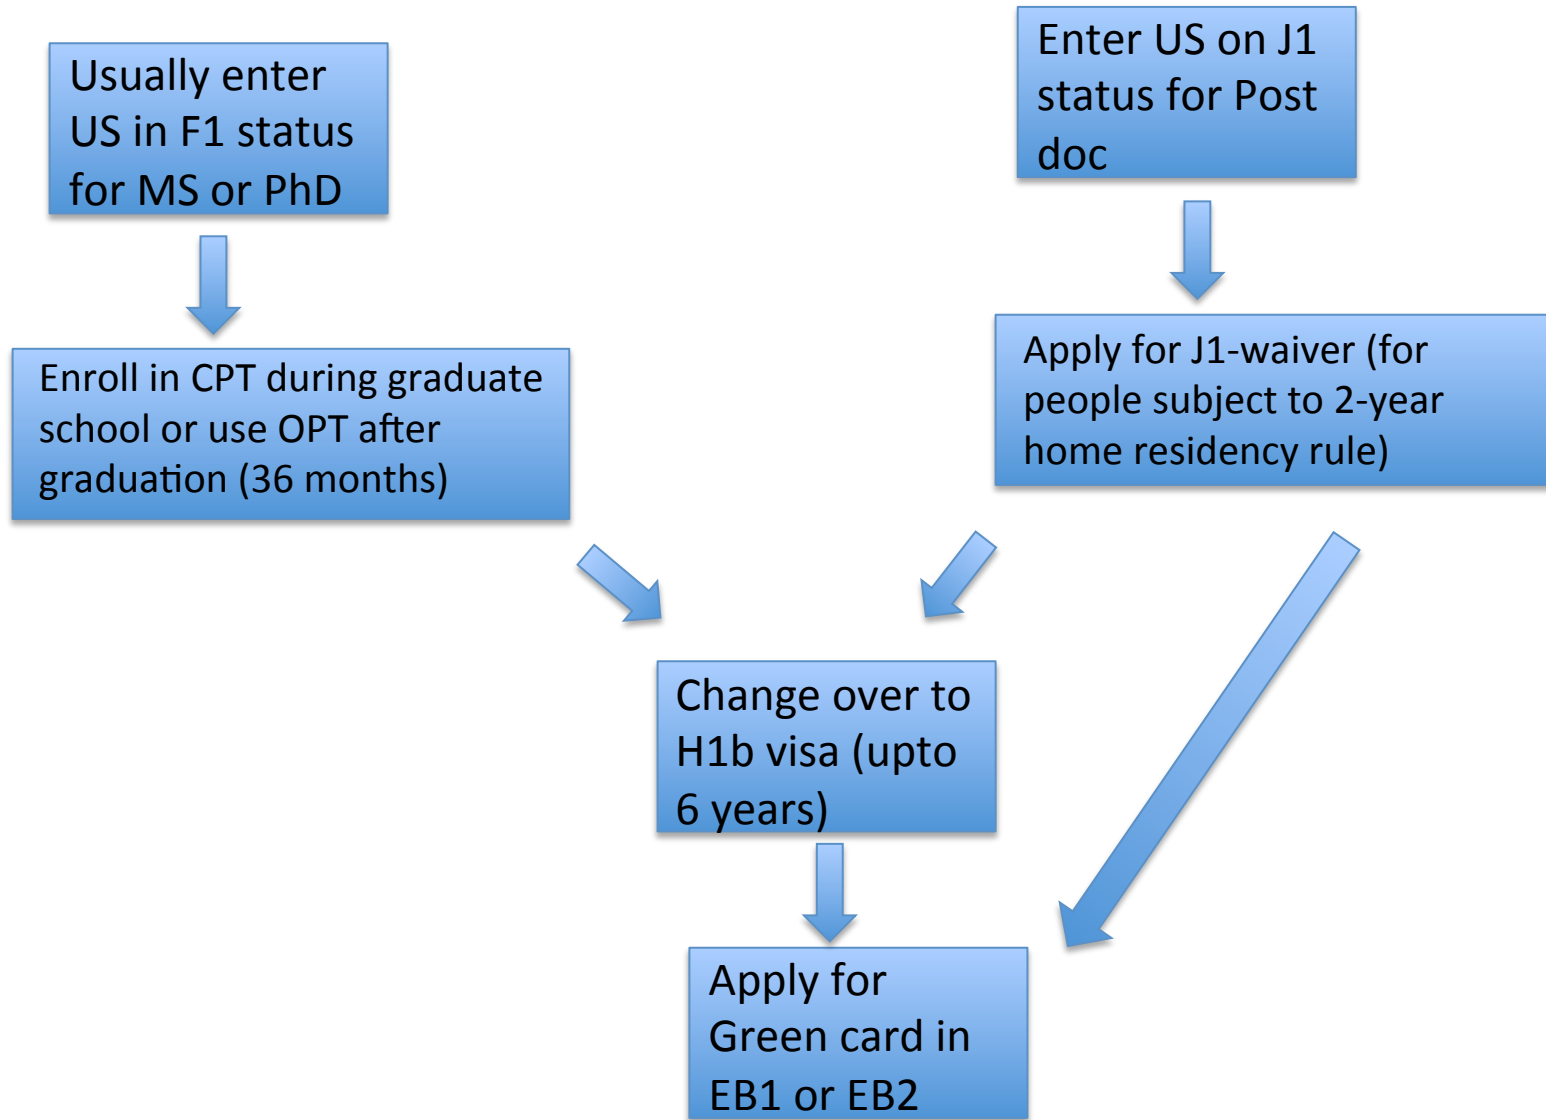 Usually enter
US in F1 status
for MS or PhD
Enter US on J1
status for Post
doc
Enroll in CPT during graduate
school or use OPT after
graduation (36 months)
Apply for J1-waiver (for
people subject to 2-year
home residency rule)
Change over to
H1b visa (upto
6 years)
Apply for
Green card in
EB1 or EB2